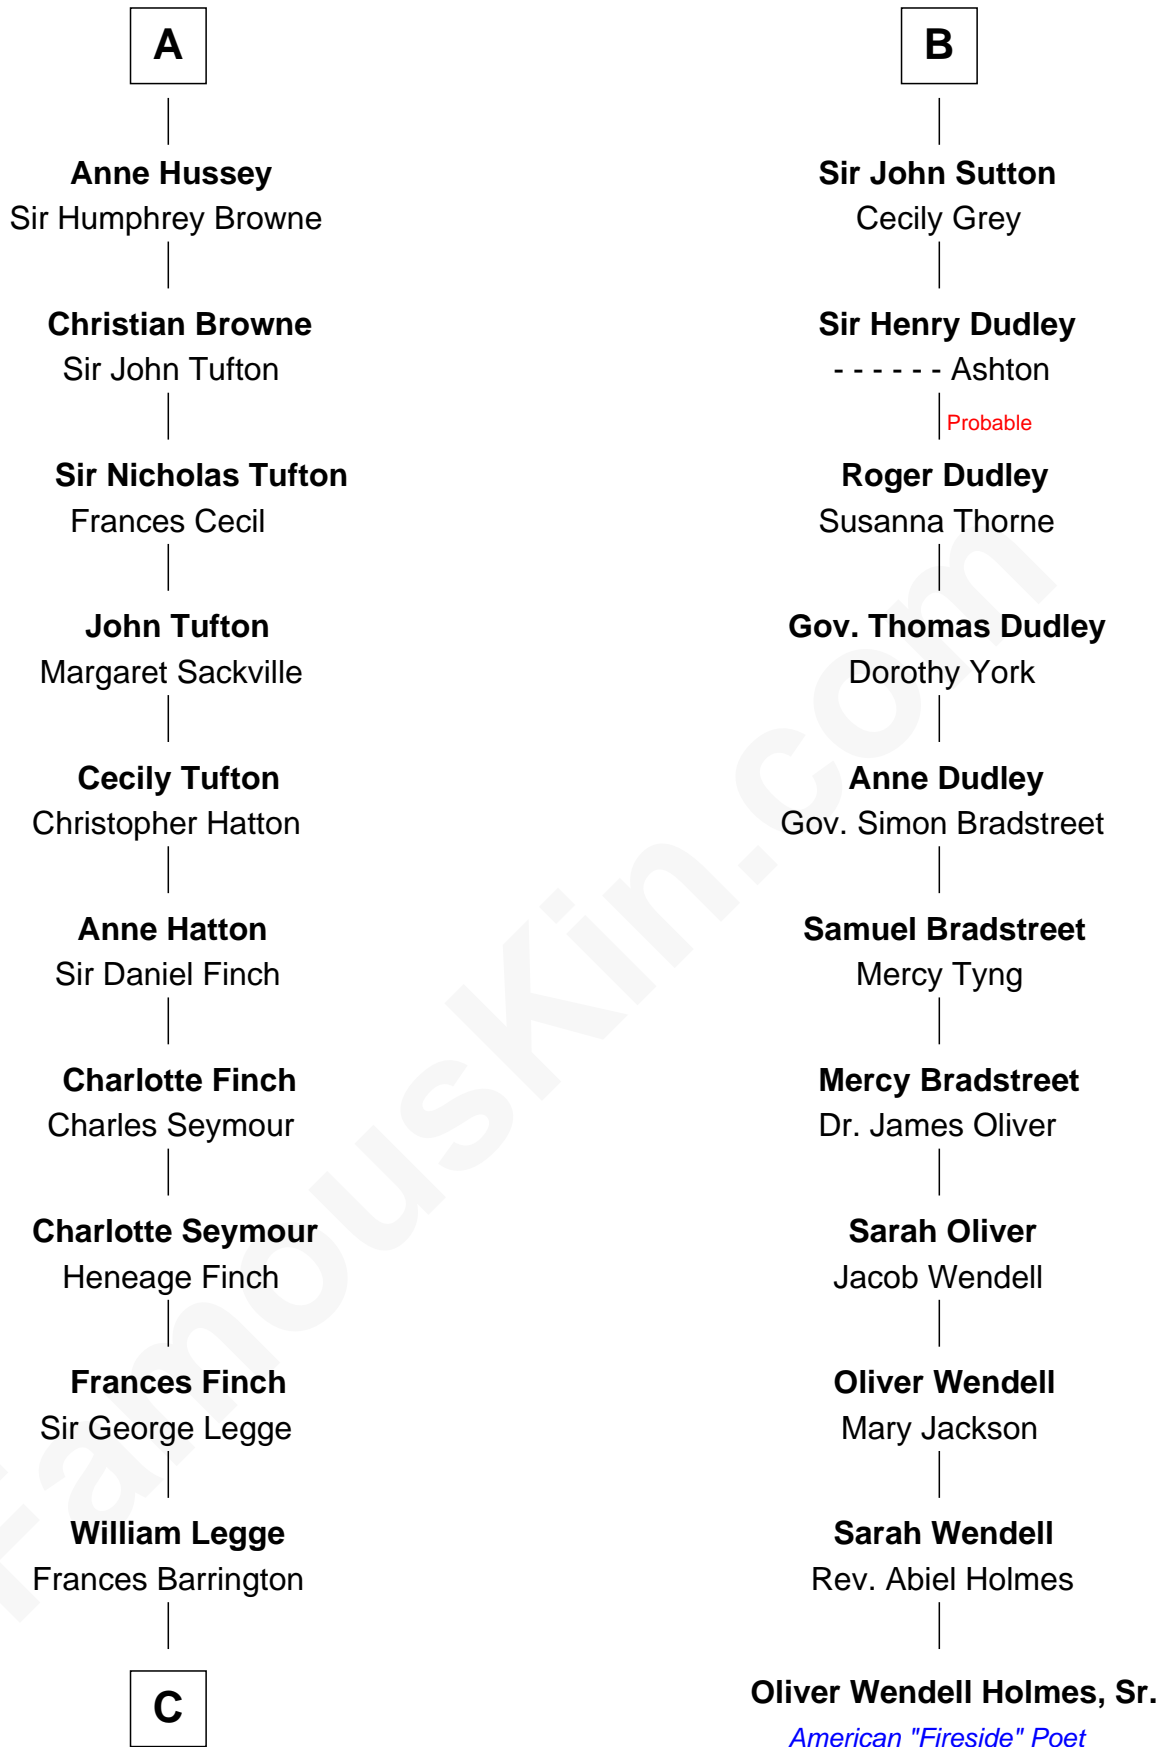 A
Anne Hussey
Sir Humphrey Browne
Christian Browne
Sir John Tufton
Sir Nicholas Tufton
Frances Cecil
John Tufton
Margaret Sackville
Cecily Tufton
Christopher Hatton
Anne Hatton
Sir Daniel Finch
Charlotte Finch
Charles Seymour
Charlotte Seymour
Heneage Finch
Frances Finch
Sir George Legge
William Legge
Frances Barrington
C
B
Sir John Sutton
Cecily Grey
Sir Henry Dudley
- - - - - - Ashton
Probable
Roger Dudley
Susanna Thorne
Gov. Thomas Dudley
Dorothy York
Anne Dudley
Gov. Simon Bradstreet
Samuel Bradstreet
Mercy Tyng
Mercy Bradstreet
Dr. James Oliver
Sarah Oliver
Jacob Wendell
Oliver Wendell
Mary Jackson
Sarah Wendell
Rev. Abiel Holmes
Oliver Wendell Holmes, Sr.
American "Fireside" Poet
FamousKin.com